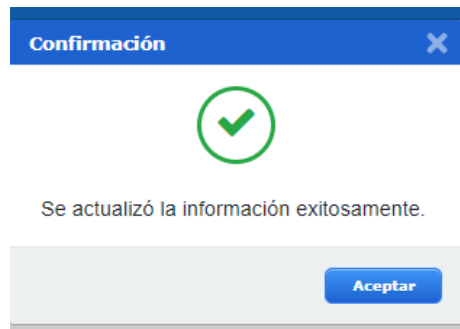 Confirmación
Se actualizó la información exitosamente.
Aceptar